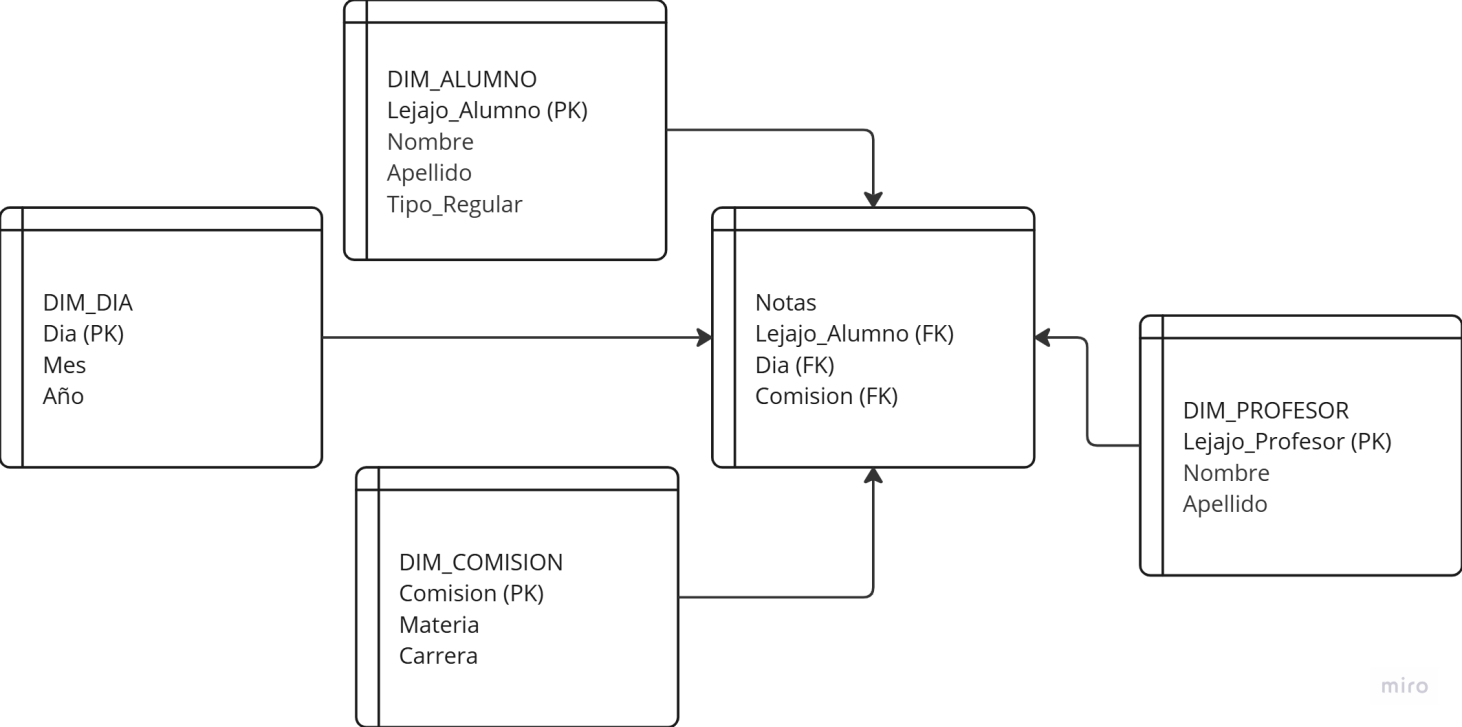 DIM_ALUMNO
Lejajo_Alumno (PK)
Nombre
Apellido
Tipo_Regular
DIM_DIA
Dia (PK)
Mes
Año
Notas
Lejajo_Alumno (FK)
Dia (FK)
Comision (FK)
DIM_PROFESOR
Lejajo_Profesor (PK)
Nombre
Apellido
DIM_COMISION
Comision (PK)
Materia
Carrera
miro